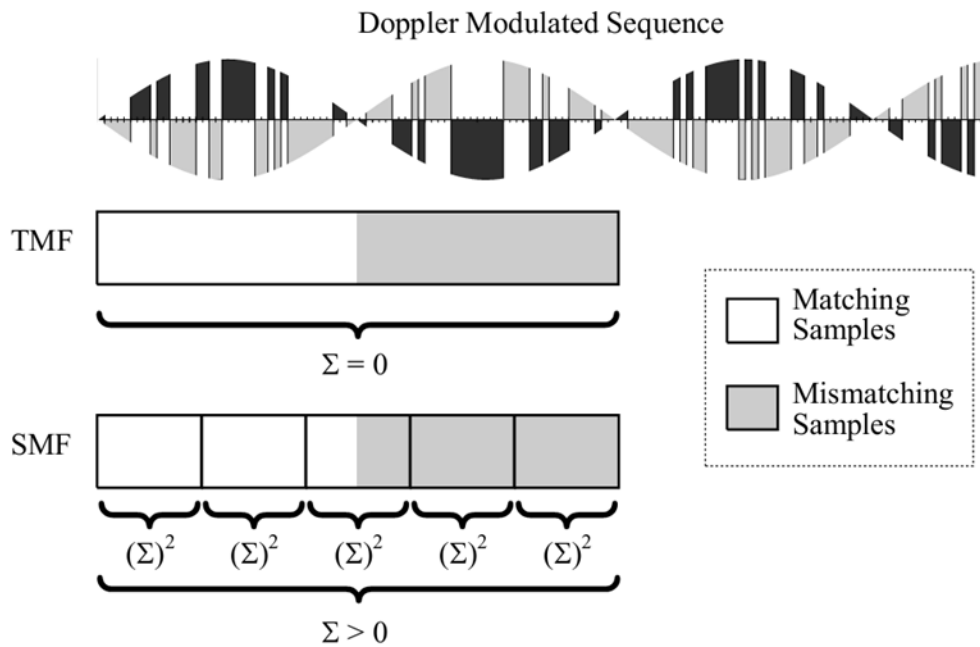 Doppler Modulated Sequence
TMF
Σ = 0
Matching
Samples
Mismatching
Samples
SMF
(Σ)² (Σ)² (Σ)² (Σ)² (Σ)²
Σ > 0